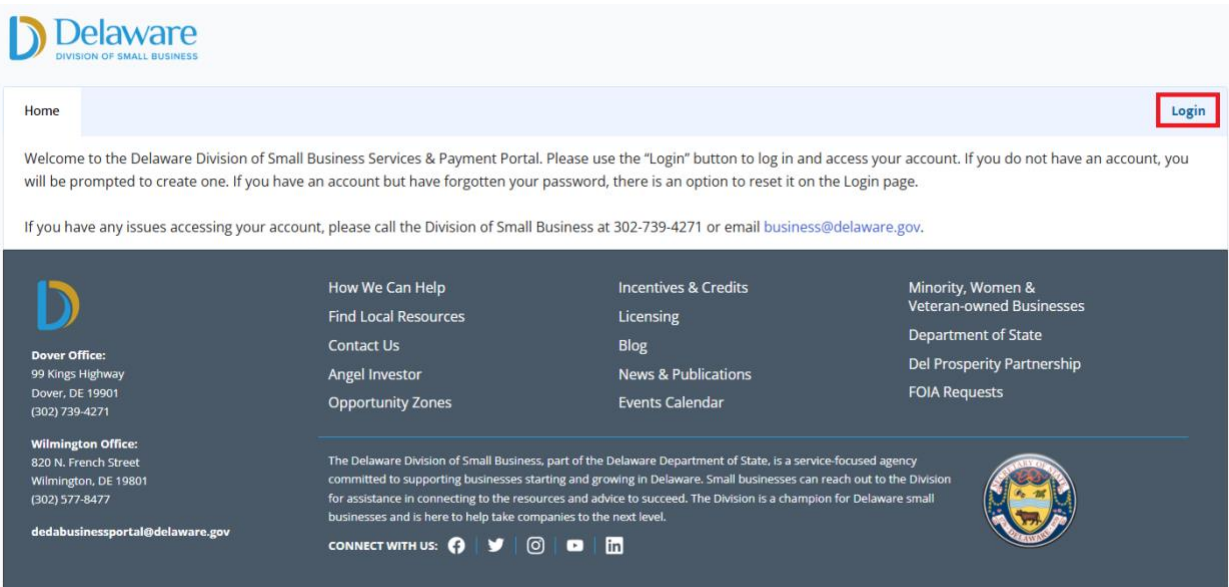 Delaware
DIVISION OF SMALL BUSINESS
Home
Login
Welcome to the Delaware Division of Small Business Services & Payment Portal. Please use the “Login” button to log in and access your account. If you do not have an account, you
will be prompted to create one. If you have an account but have forgotten your password, there is an option to reset it on the Login page.
If you have any issues accessing your account, please call the Division of Small Business at 302-739-4271 or email business@delaware.gov.
Dover Office:
99 Kings Highway
Dover, DE 19901
(302) 739-4271
Wilmington Office:
820 N. French Street
Wilmington, DE 19801
(302) 577-8477
dedabusinessportal@delaware.gov
How We Can Help
Find Local Resources
Contact Us
Angel Investor
Opportunity Zones
Incentives & Credits
Licensing
Blog
News & Publications
Events Calendar
Minority, Women &
Veteran-owned Businesses
Department of State
Del Prosperity Partnership
FOIA Requests
The Delaware Division of Small Business, part of the Delaware Department of State, is a service-focused agency
committed to supporting businesses starting and growing in Delaware. Small businesses can reach out to the Division
for assistance in connecting to the resources and advice to succeed. The Division is a champion for Delaware small
businesses and is here to help take companies to the next level.
CONNECT WITH US:
SECRETARY OF STATE
DELAWARE